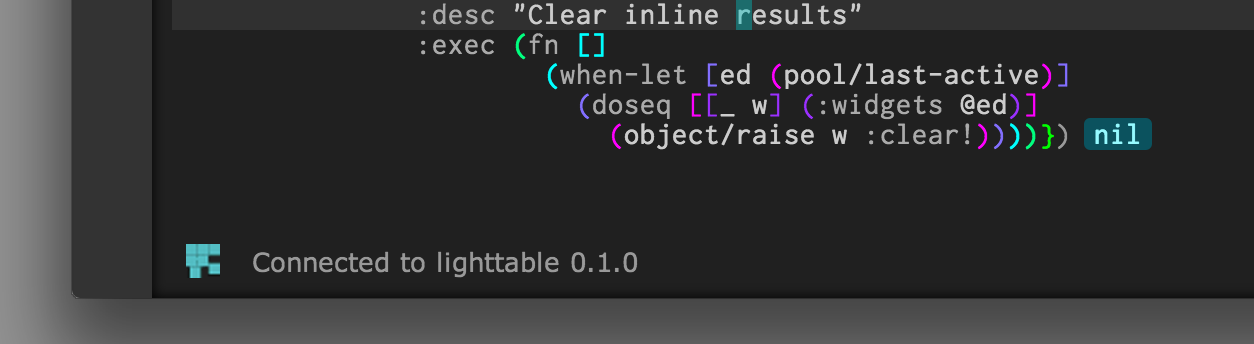 :desc "Clear inline results"
:exec (fn []
(when-let [ed (pool/last-active)]
(doseq [[_ w] (:widgets @ed)]
(object/raise w :clear!))))}) nil
Connected to lighttable 0.1.0